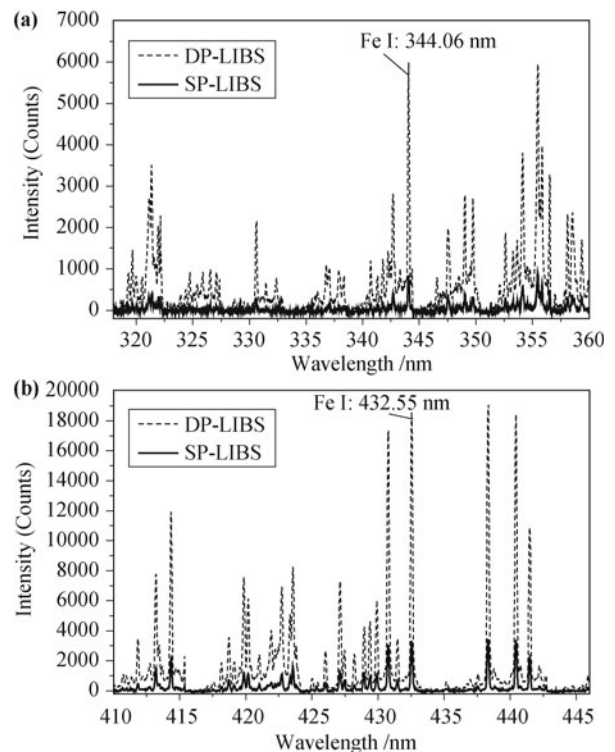 (a)
7000
6000
5000
4000
3000
2000
1000
0
Intensity (Counts)
DP-LIBS
SP-LIBS
Fe I: 344.06 nm
320 325 330 335 340 345 350 355 360
Wavelength /nm
(b)
20000
18000
16000
14000
12000
10000
8000
6000
4000
2000
0
Intensity (Counts)
DP-LIBS
SP-LIBS
Fe I: 432.55 nm
410 415 420 425 430 435 440 445
Wavelength /nm